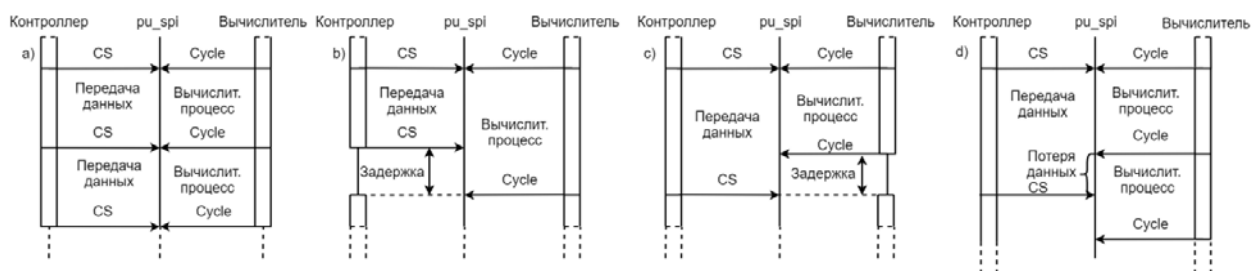 Контроллер pu_spi Вычислитель
a) CS Cycle
Передача данных
Вычислит. процесс
CS Cycle
Передача данных
Вычислит. процесс
CS Cycle
Контроллер pu_spi Вычислитель
b) CS Cycle
Передача данных
CS
Вычислит. процесс
Задержка
Cycle
Контроллер pu_spi Вычислитель
c) CS Cycle
Передача данных
Вычислит. процесс
Cycle
Задержка
CS
Контроллер pu_spi Вычислитель
d) CS Cycle
Передача данных
Вычислит. процесс
Cycle
Потеря данных
Вычислит. процесс
CS
Cycle